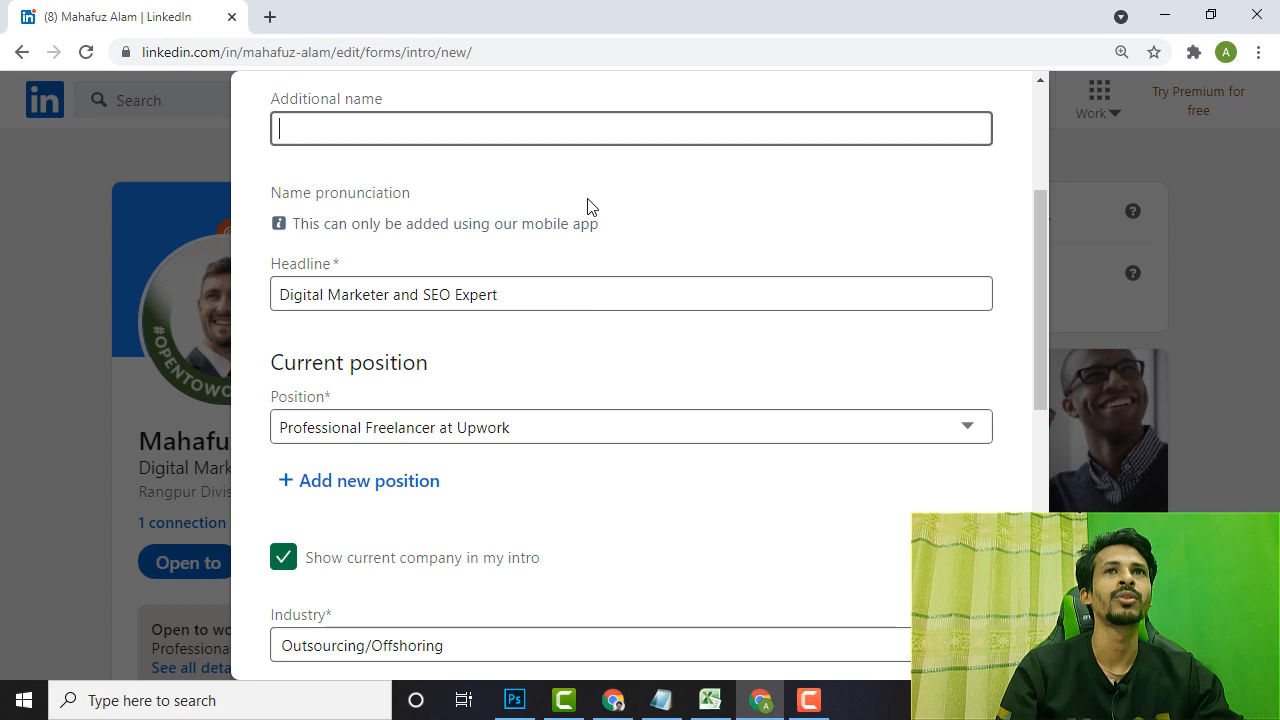 (8) Mahafuz Alam | LinkedIn
linkedin.com/in/mahafuz-alam/edit/forms/intro/new/
A
in
Search
Work
Try Premium for
free
Additional name
Name pronunciation
This can only be added using our mobile app
Headline*
Digital Marketer and SEO Expert
Current position
Position*
Professional Freelancer at Upwork
+ Add new position
Show current company in my intro
Industry*
Outsourcing/Offshoring
#OPENTOWO
Mahafu
Digital Mark
Rangpur Divis
1 connection
Open to
Open to wo
Professional
See all deta
Type here to search
Ps